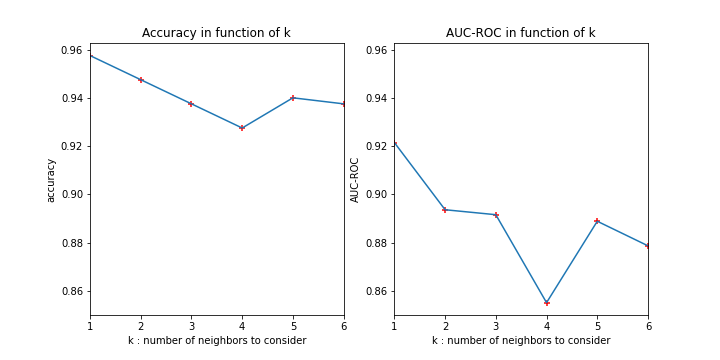 Accuracy in function of k
0.96
0.94
0.92
0.90
0.88
0.86
accuracy
1 2 3 4 5 6
k : number of neighbors to consider
AUC-ROC in function of k
0.96
0.94
0.92
0.90
0.88
0.86
AUC-ROC
1 2 3 4 5 6
k : number of neighbors to consider